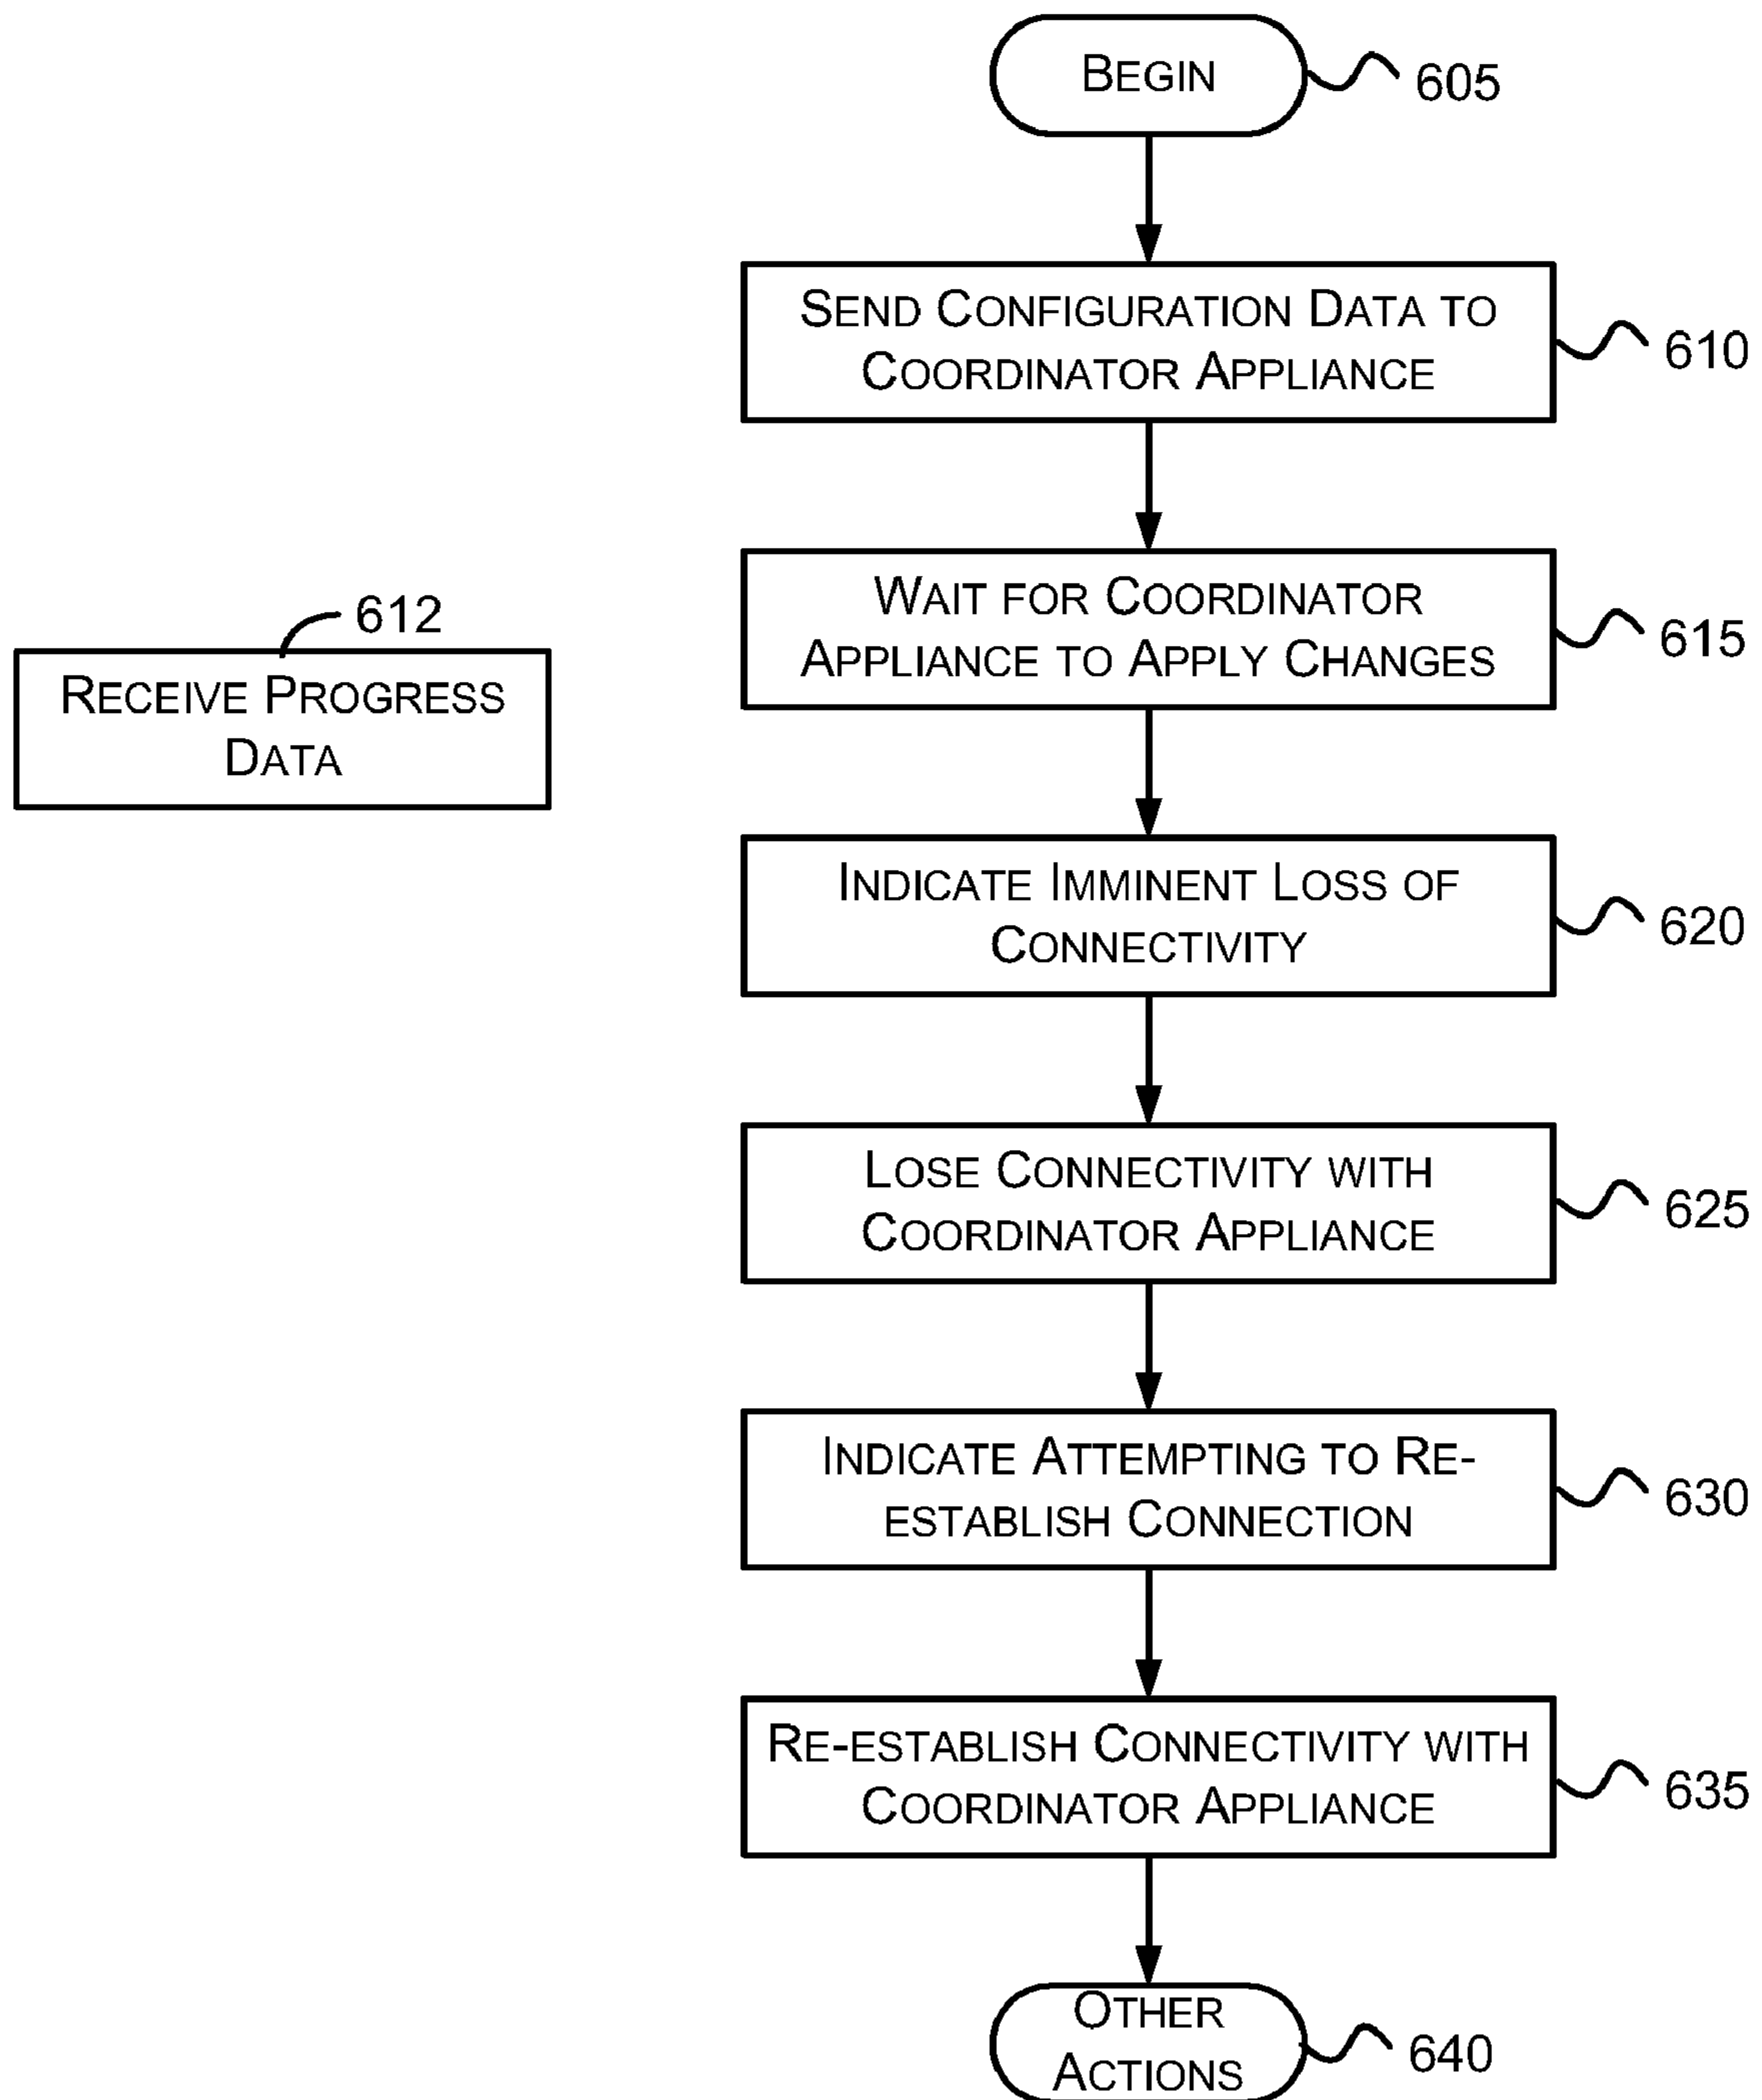 BEGIN
605
SEND CONFIGURATION DATA TO
COORDINATOR APPLIANCE
610
612
RECEIVE PROGRESS
DATA
WAIT FOR COORDINATOR
APPLIANCE TO APPLY CHANGES
615
INDICATE IMMINENT LOSS OF
CONNECTIVITY
620
LOSE CONNECTIVITY WITH
COORDINATOR APPLIANCE
625
INDICATE ATTEMPTING TO RE-
ESTABLISH CONNECTION
630
RE-ESTABLISH CONNECTIVITY WITH
COORDINATOR APPLIANCE
635
OTHER
ACTIONS
640